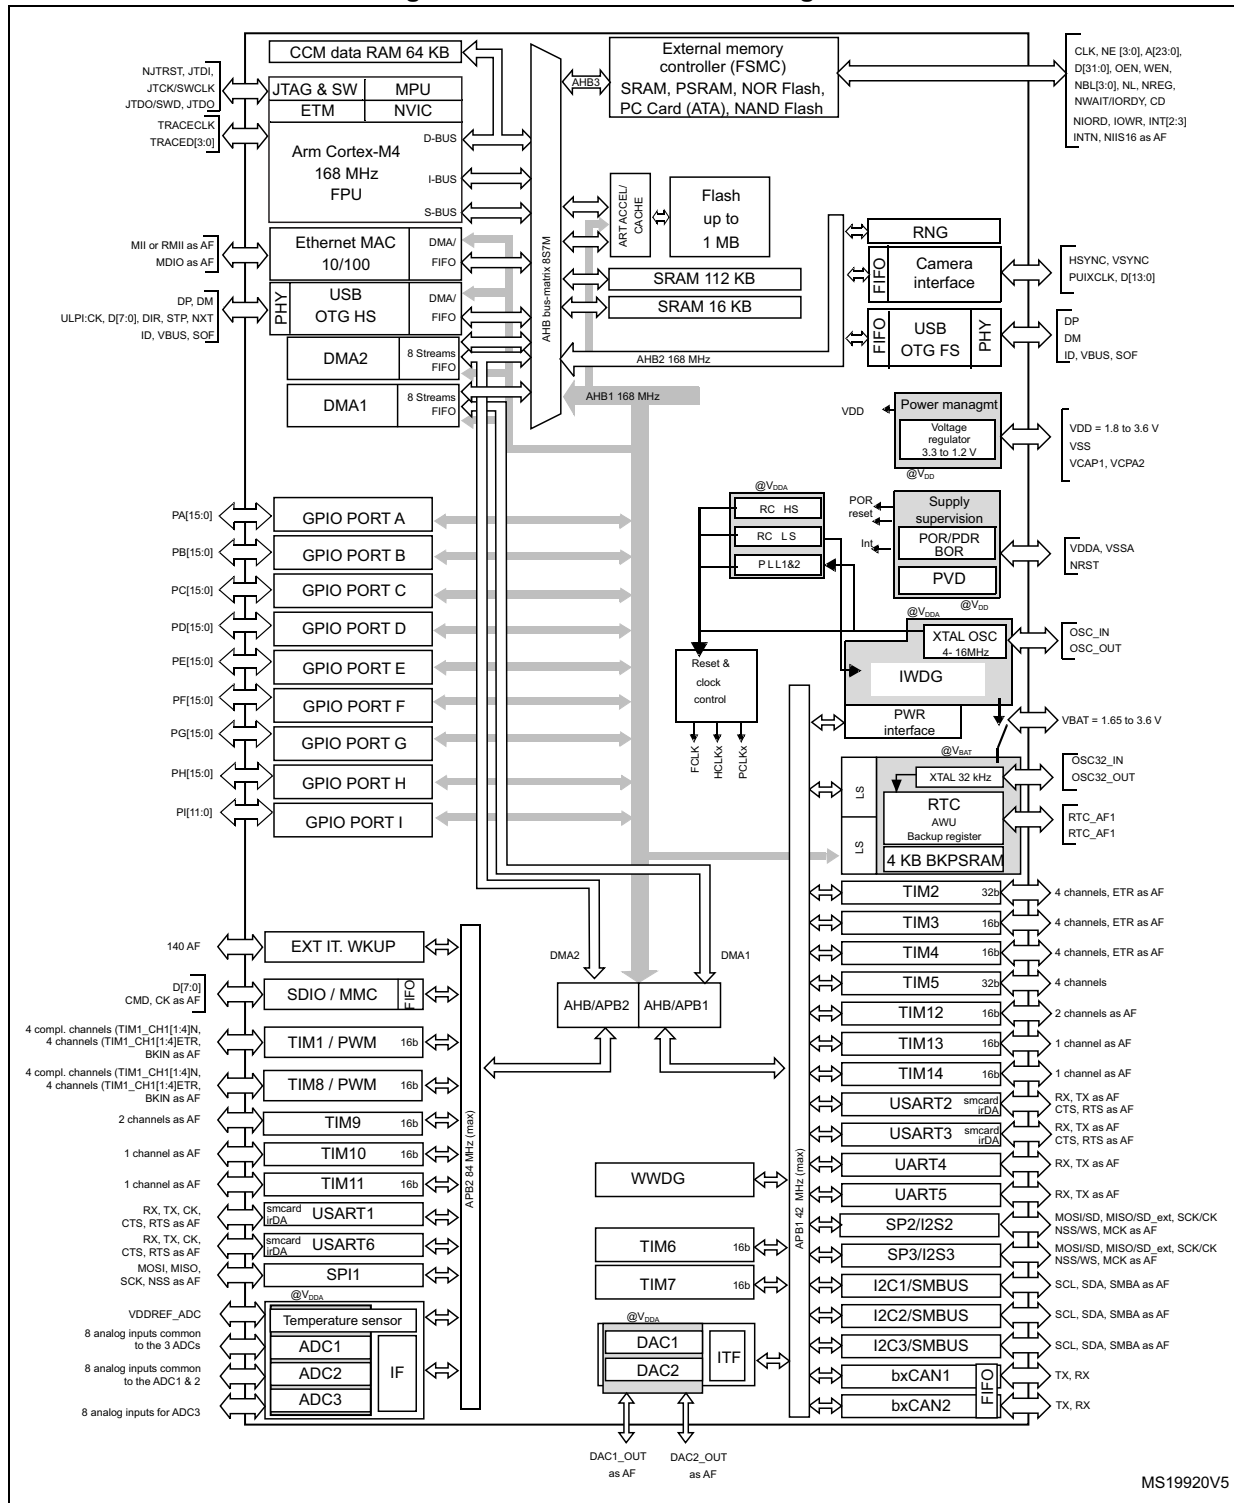 CCM data RAM 64 KB
External memory
controller (FSMC)
SRAM, PSRAM, NOR Flash,
PC Card (ATA), NAND Flash
AHB3
CLK, NE [3:0], A[23:0],
D[31:0], OEN, WEN,
NBL[3:0], NL, NREG,
NWAIT/IORDY, CD
NIORD, IOWR, INT[2:3]
INTN, NIIS16 as AF
NJTRST, JTDI,
JTCK/SWCLK
JTDO/SWD, JTDO
JTAG & SW
MPU
ETM
NVIC
TRACECLK
TRACED[3:0]
Arm Cortex-M4
168 MHz
FPU
D-BUS
I-BUS
S-BUS
AHB bus-matrix 8S7M
ART ACCEL/
CACHE
Flash
up to
1 MB
SRAM 112 KB
SRAM 16 KB
AHB2 168 MHz
AHB1 168 MHz
MII or RMII as AF
MDIO as AF
Ethernet MAC
10/100
DMA/
FIFO
DP, DM
ULPI:CK, D[7:0], DIR, STP, NXT
ID, VBUS, SOF
PHY
USB
OTG HS
DMA/
FIFO
DMA2
8 Streams
FIFO
DMA1
8 Streams
FIFO
RNG
FIFO
Camera
interface
HSYNC, VSYNC
PUIXCLK, D[13:0]
FIFO
USB
OTG FS
PHY
DP
DM
ID, VBUS, SOF
VDD
Power managmt
Voltage
regulator
3.3 to 1.2 V
@VDD
VDD = 1.8 to 3.6 V
VSS
VCAP1, VCPA2
@VDDA
RC HS
RC LS
PLL1&2
POR
reset
Int
Supply
supervision
POR/PDR
BOR
PVD
@VDD
VDDA, VSSA
NRST
@VDDA
XTAL OSC
4- 16MHz
IWDG
OSC_IN
OSC_OUT
PWR
interface
VBAT = 1.65 to 3.6 V
Reset &
clock
control
FCLK
HCLKx
PCLKx
@VBAT
LS
LS
XTAL 32 kHz
RTC
AWU
Backup register
4 KB BKPSRAM
OSC32_IN
OSC32_OUT
RTC_AF1
RTC_AF1
PA[15:0]
GPIO PORT A
PB[15:0]
GPIO PORT B
PC[15:0]
GPIO PORT C
PD[15:0]
GPIO PORT D
PE[15:0]
GPIO PORT E
PF[15:0]
GPIO PORT F
PG[15:0]
GPIO PORT G
PH[15:0]
GPIO PORT H
PI[11:0]
GPIO PORT I
DMA2
DMA1
AHB/APB2
AHB/APB1
140 AF
EXT IT. WKUP
D[7:0]
CMD, CK as AF
SDIO / MMC
FIFO
4 compl. channels (TIM1_CH1[1:4]N,
4 channels (TIM1_CH1[1:4]ETR,
BKIN as AF
TIM1 / PWM 16b
4 compl. channels (TIM1_CH1[1:4]N,
4 channels (TIM1_CH1[1:4]ETR,
BKIN as AF
TIM8 / PWM 16b
2 channels as AF
TIM9 16b
1 channel as AF
TIM10 16b
1 channel as AF
TIM11 16b
RX, TX, CK,
CTS, RTS as AF
smcard
irDA
USART1
RX, TX, CK,
CTS, RTS as AF
smcard
irDA
USART6
MOSI, MISO,
SCK, NSS as AF
SPI1
@VDDA
VDDREF_ADC
Temperature sensor
8 analog inputs common
to the 3 ADCs
ADC1
8 analog inputs common
to the ADC1 & 2
ADC2
8 analog inputs for ADC3
ADC3
IF
APB2 84 MHz (max)
WWDG
TIM6 16b
TIM7 16b
@VDDA
DAC1
DAC2
ITF
DAC1_OUT
as AF
DAC2_OUT
as AF
APB1 42 MHz (max)
TIM2 32b
4 channels, ETR as AF
TIM3 16b
4 channels, ETR as AF
TIM4 16b
4 channels, ETR as AF
TIM5 32b
4 channels
TIM12 16b
2 channels as AF
TIM13 16b
1 channel as AF
TIM14 16b
1 channel as AF
USART2
smcard
irDA
RX, TX as AF
CTS, RTS as AF
USART3
smcard
irDA
RX, TX as AF
CTS, RTS as AF
UART4
RX, TX as AF
UART5
RX, TX as AF
SP2/I2S2
MOSI/SD, MISO/SD_ext, SCK/CK
NSS/WS, MCK as AF
SP3/I2S3
MOSI/SD, MISO/SD_ext, SCK/CK
NSS/WS, MCK as AF
I2C1/SMBUS
SCL, SDA, SMBA as AF
I2C2/SMBUS
SCL, SDA, SMBA as AF
I2C3/SMBUS
SCL, SDA, SMBA as AF
bxCAN1
TX, RX
bxCAN2
TX, RX
FIFO
MS19920V5